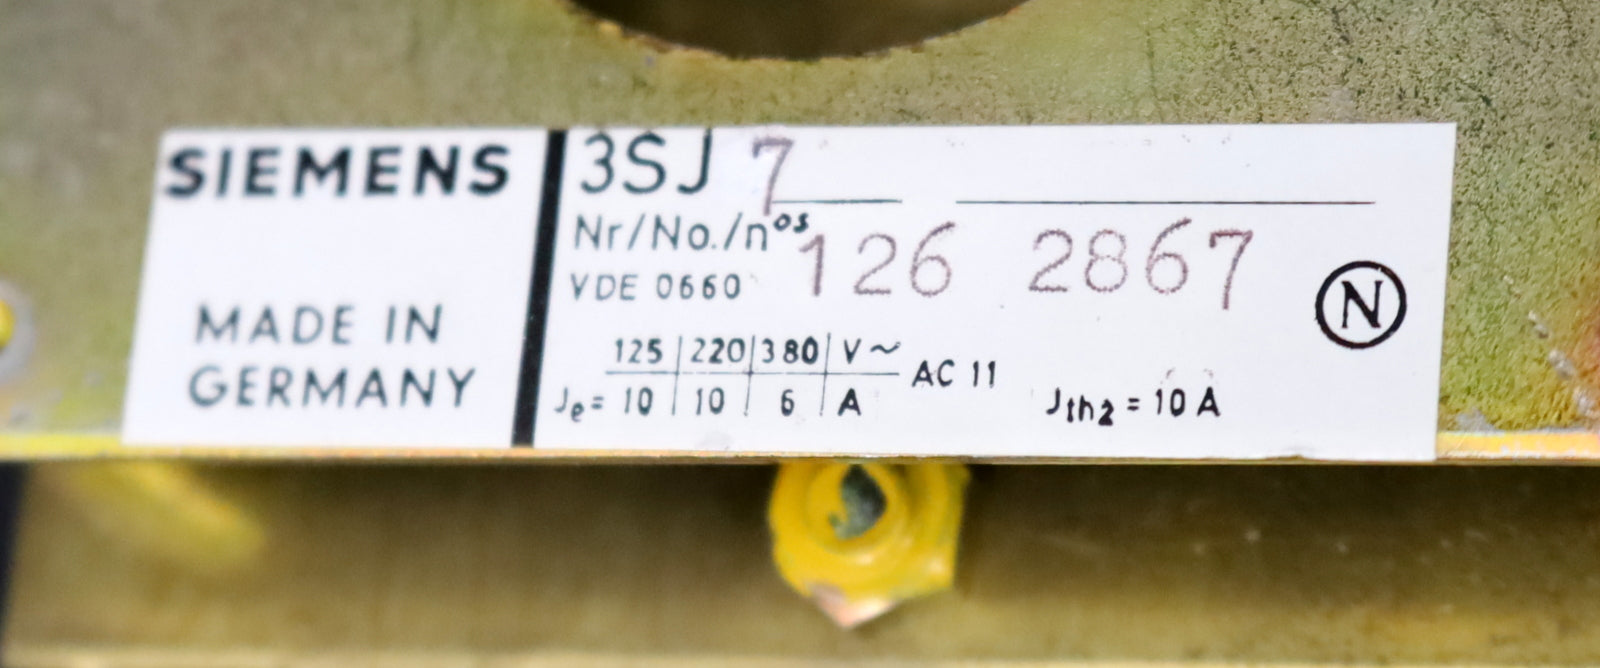 SIEMENS
MADE IN
GERMANY
3SJ 7
Nr/No./nos 126 2867
VDE 0660
N
125 | 220 | 380 | V ~
AC 11
Je = 10 | 10 | 6 | A
Jth2 = 10 A